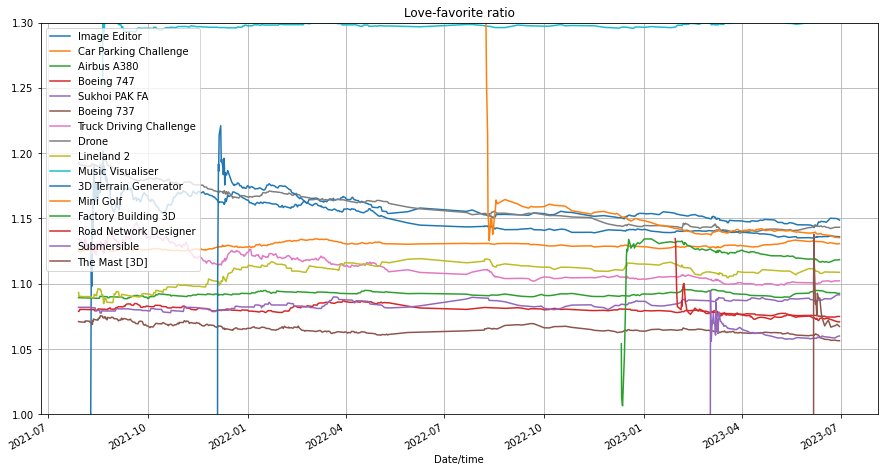 Love-favorite ratio
1.30
1.25
1.20
1.15
1.10
1.05
1.00
Image Editor
Car Parking Challenge
Airbus A380
Boeing 747
Sukhoi PAK FA
Boeing 737
Truck Driving Challenge
Drone
Lineland 2
Music Visualiser
3D Terrain Generator
Mini Golf
Factory Building 3D
Road Network Designer
Submersible
The Mast [3D]
2021-07
2021-10
2022-01
2022-04
2022-07
2022-10
2023-01
2023-04
2023-07
Date/time